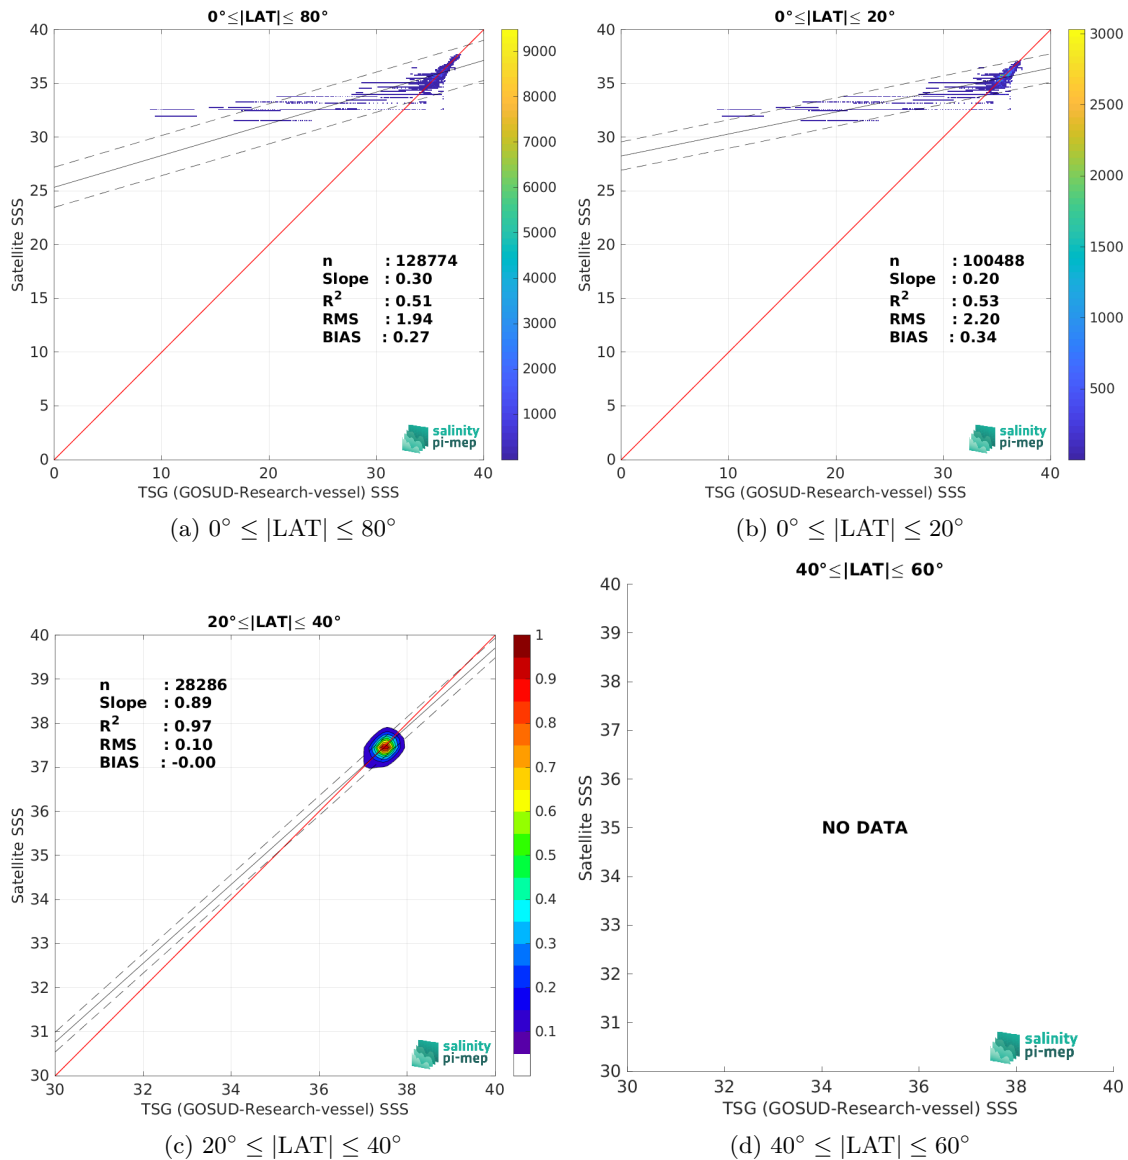 0°≤|LAT|≤ 80°
40
35
30
25
20
15
10
5
0
Satellite SSS
n : 128774
Slope : 0.30
R2 : 0.51
RMS : 1.94
BIAS : 0.27
salinity
pi-mep
0 10 20 30 40
TSG (GOSUD-Research-vessel) SSS
9000
8000
7000
6000
5000
4000
3000
2000
1000
(a) 0° ≤ |LAT| ≤ 80°
0°≤|LAT|≤ 20°
40
35
30
25
20
15
10
5
0
Satellite SSS
n : 100488
Slope : 0.20
R2 : 0.53
RMS : 2.20
BIAS : 0.34
salinity
pi-mep
0 10 20 30 40
TSG (GOSUD-Research-vessel) SSS
3000
2500
2000
1500
1000
500
(b) 0° ≤ |LAT| ≤ 20°
20°≤|LAT|≤ 40°
40
39
38
37
36
35
34
33
32
31
30
Satellite SSS
n : 28286
Slope : 0.89
R2 : 0.97
RMS : 0.10
BIAS : -0.00
salinity
pi-mep
30 32 34 36 38 40
TSG (GOSUD-Research-vessel) SSS
1
0.9
0.8
0.7
0.6
0.5
0.4
0.3
0.2
0.1
(c) 20° ≤ |LAT| ≤ 40°
40°≤|LAT|≤ 60°
40
39
38
37
36
35
34
33
32
31
30
Satellite SSS
NO DATA
salinity
pi-mep
30 32 34 36 38 40
TSG (GOSUD-Research-vessel) SSS
(d) 40° ≤ |LAT| ≤ 60°